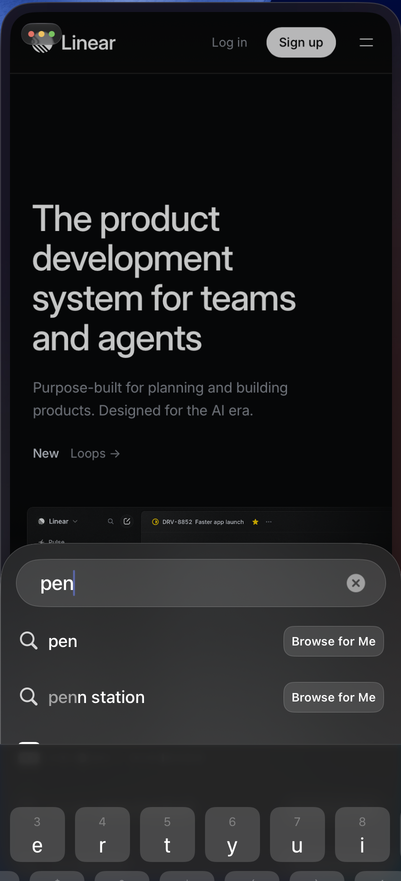 Linear
Log in
Sign up
The product
development
system for teams
and agents
Purpose-built for planning and building
products. Designed for the AI era.
New Loops →
Linear
DRV-8852 Faster app launch
Pulse
pen
pen
Browse for Me
penn station
Browse for Me
3 4 5 6 7 8
e r t y u i